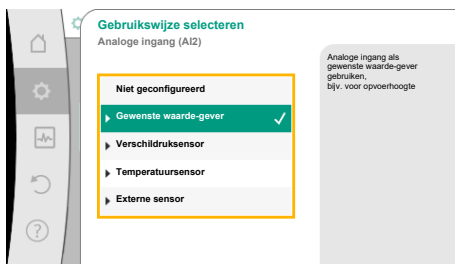 Gebruikswijze selecteren
Analoge ingang (AI2)
Niet geconfigureerd
Gewenste waarde-gever
Verschildruksensor
Temperatuursensor
Externe sensor
Analoge ingang als
gewenste waarde-gever
gebruiken,
bijv. voor opvoerhoogte
?